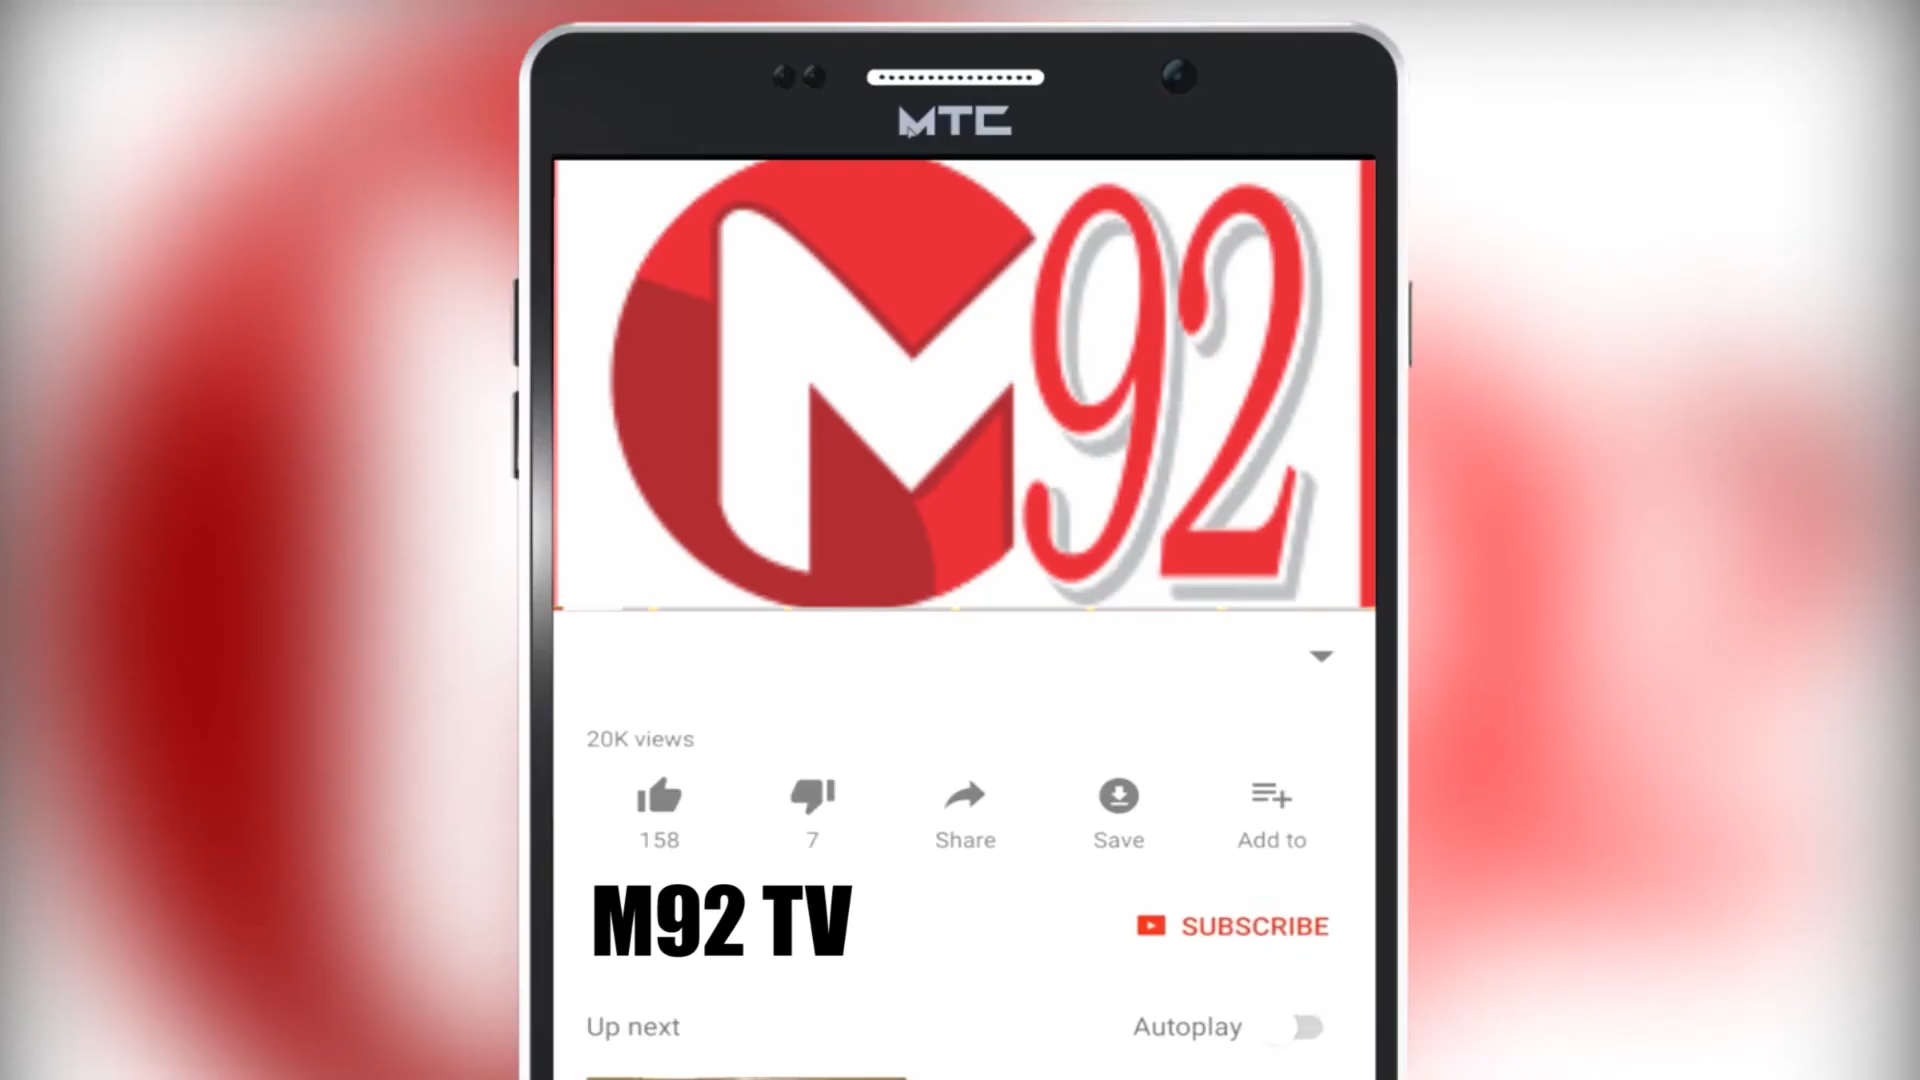 MTC
M92
20K views
158 7 Share Save Add to
M92 TV SUBSCRIBE
Up next Autoplay